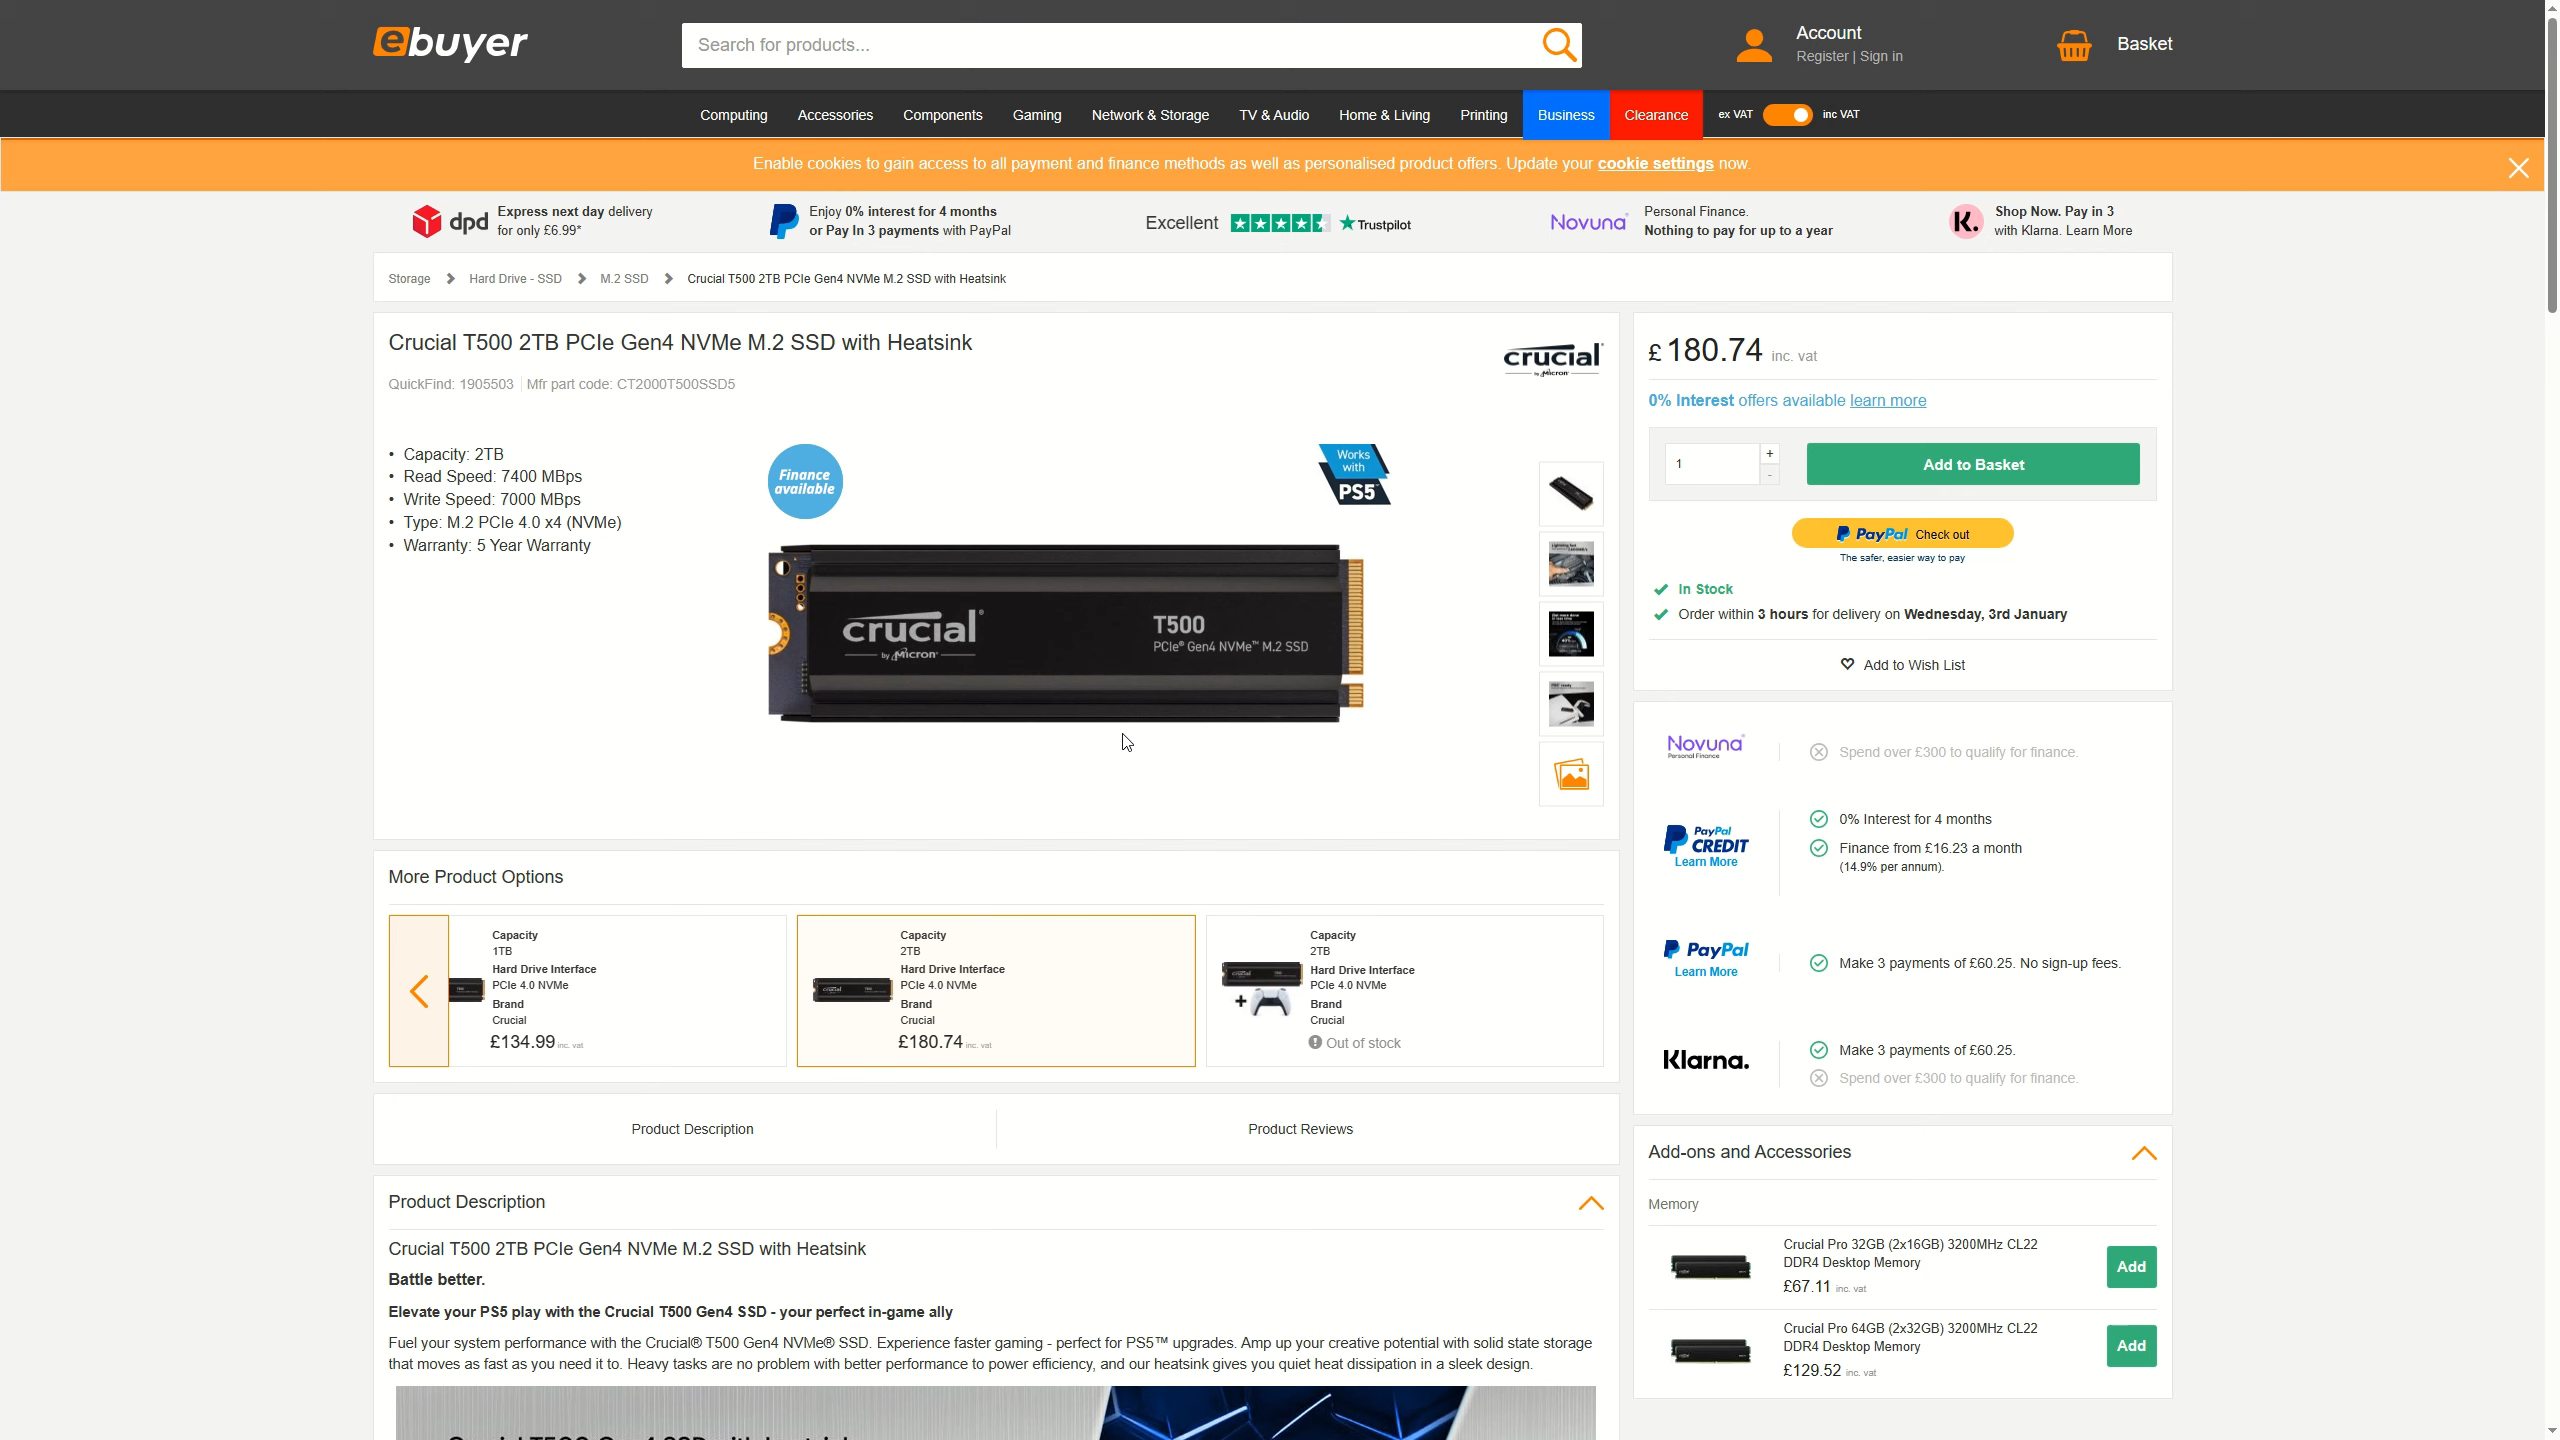 ebuyer
Search for products...
Account
Register | Sign in
Basket
Computing
Accessories
Components
Gaming
Network & Storage
TV & Audio
Home & Living
Printing
Business
Clearance
ex VAT
inc VAT
Enable cookies to gain access to all payment and finance methods as well as personalised product offers. Update your cookie settings now.
dpd
Express next day delivery
for only £6.99*
Enjoy 0% interest for 4 months
or Pay In 3 payments with PayPal
Excellent
Trustpilot
Novuna
Personal Finance.
Nothing to pay for up to a year
K.
Shop Now. Pay in 3
with Klarna. Learn More
Storage
Hard Drive - SSD
M.2 SSD
Crucial T500 2TB PCIe Gen4 NVMe M.2 SSD with Heatsink
Crucial T500 2TB PCIe Gen4 NVMe M.2 SSD with Heatsink
QuickFind: 1905503 | Mfr part code: CT2000T500SSD5
crucial
by Micron
• Capacity: 2TB
• Read Speed: 7400 MBps
• Write Speed: 7000 MBps
• Type: M.2 PCIe 4.0 x4 (NVMe)
• Warranty: 5 Year Warranty
Finance
available
Works
with
PS5
crucial
by Micron
T500
PCIe® Gen4 NVMe™ M.2 SSD
£180.74 inc. vat
0% Interest offers available learn more
1
+
-
Add to Basket
PayPal Check out
The safer, easier way to pay
In Stock
Order within 3 hours for delivery on Wednesday, 3rd January
Add to Wish List
Novuna
Personal Finance
Spend over £300 to qualify for finance.
PayPal
CREDIT
Learn More
0% Interest for 4 months
Finance from £16.23 a month
(14.9% per annum).
PayPal
Learn More
Make 3 payments of £60.25. No sign-up fees.
Klarna.
Make 3 payments of £60.25.
Spend over £300 to qualify for finance.
More Product Options
Capacity
1TB
Hard Drive Interface
PCIe 4.0 NVMe
Brand
Crucial
£134.99 inc. vat
Capacity
2TB
Hard Drive Interface
PCIe 4.0 NVMe
Brand
Crucial
£180.74 inc. vat
+
Capacity
2TB
Hard Drive Interface
PCIe 4.0 NVMe
Brand
Crucial
Out of stock
Product Description
Product Reviews
Product Description
Crucial T500 2TB PCIe Gen4 NVMe M.2 SSD with Heatsink
Battle better.
Elevate your PS5 play with the Crucial T500 Gen4 SSD - your perfect in-game ally
Fuel your system performance with the Crucial® T500 Gen4 NVMe® SSD. Experience faster gaming - perfect for PS5™ upgrades. Amp up your creative potential with solid state storage
that moves as fast as you need it to. Heavy tasks are no problem with better performance to power efficiency, and our heatsink gives you quiet heat dissipation in a sleek design.
Add-ons and Accessories
Memory
Crucial Pro 32GB (2x16GB) 3200MHz CL22
DDR4 Desktop Memory
£67.11 inc. vat
Add
Crucial Pro 64GB (2x32GB) 3200MHz CL22
DDR4 Desktop Memory
£129.52 inc. vat
Add